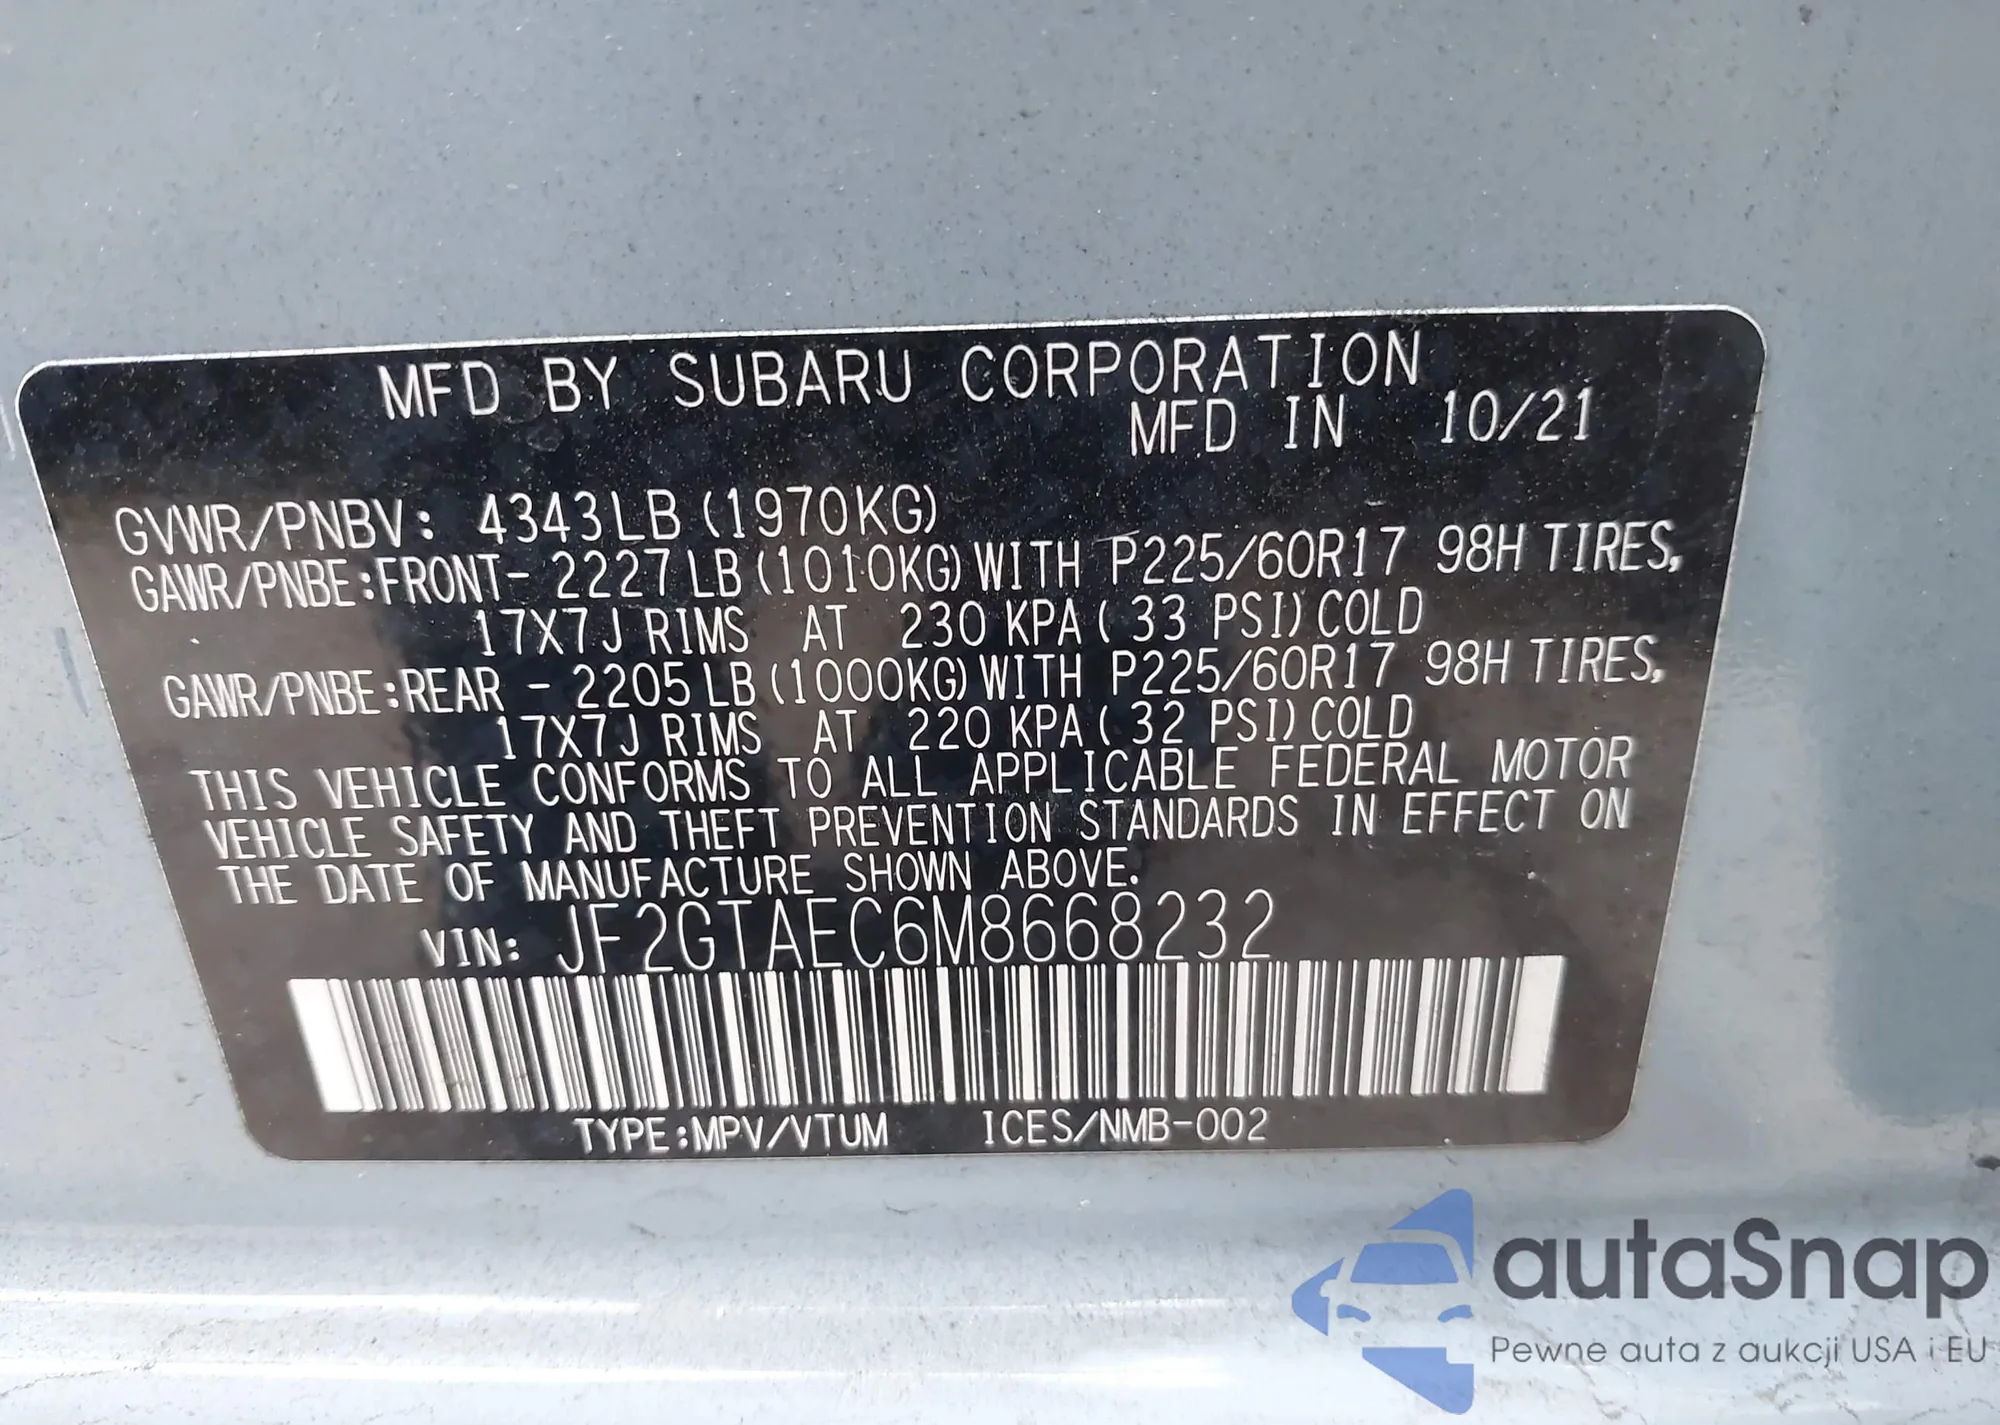 MFD BY SUBARU CORPORATION
MFD IN 10/21
GVWR/PNBV: 4343LB (1970KG)
GAWR/PNBE:FRONT- 2227LB (1010KG) WITH P225/60R17 98H TIRES,
17X7J RIMS AT 230 KPA ( 33 PSI) COLD
GAWR/PNBE:REAR - 2205LB (1000KG) WITH P225/60R17 98H TIRES,
17X7J RIMS AT 220 KPA ( 32 PSI) COLD
THIS VEHICLE CONFORMS TO ALL APPLICABLE FEDERAL MOTOR
VEHICLE SAFETY AND THEFT PREVENTION STANDARDS IN EFFECT ON
THE DATE OF MANUFACTURE SHOWN ABOVE.
VIN: JF2GTAEC6M8668232
TYPE:MPV/VTUM ICES/NMB-002
autaSnap
Pewne auta z aukcji USA i EU